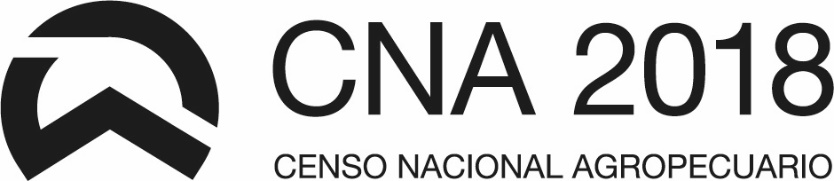 CNA 2018
CENSO NACIONAL AGROPECUARIO